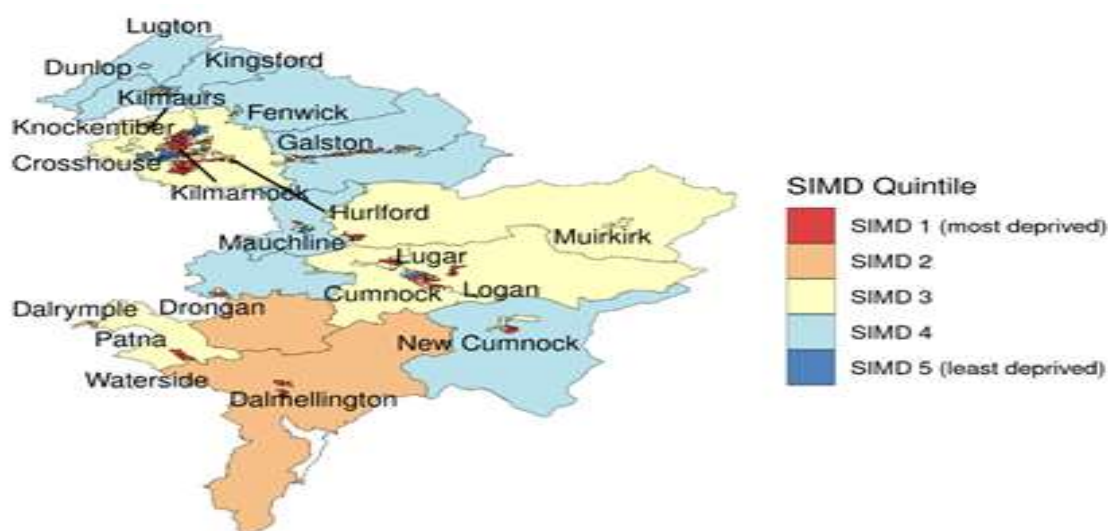 Lugton
Dunlop
Kingsford
Kilmaurs
Fenwick
Knockentiber
Galston
Crosshouse
Kilmarnock
Hurlford
Mauchline
Muirkirk
Lugar
Cumnock
Logan
Drongan
Dalrymple
Patna
New Cumnock
Waterside
Dalmellington
SIMD Quintile
SIMD 1 (most deprived)
SIMD 2
SIMD 3
SIMD 4
SIMD 5 (least deprived)